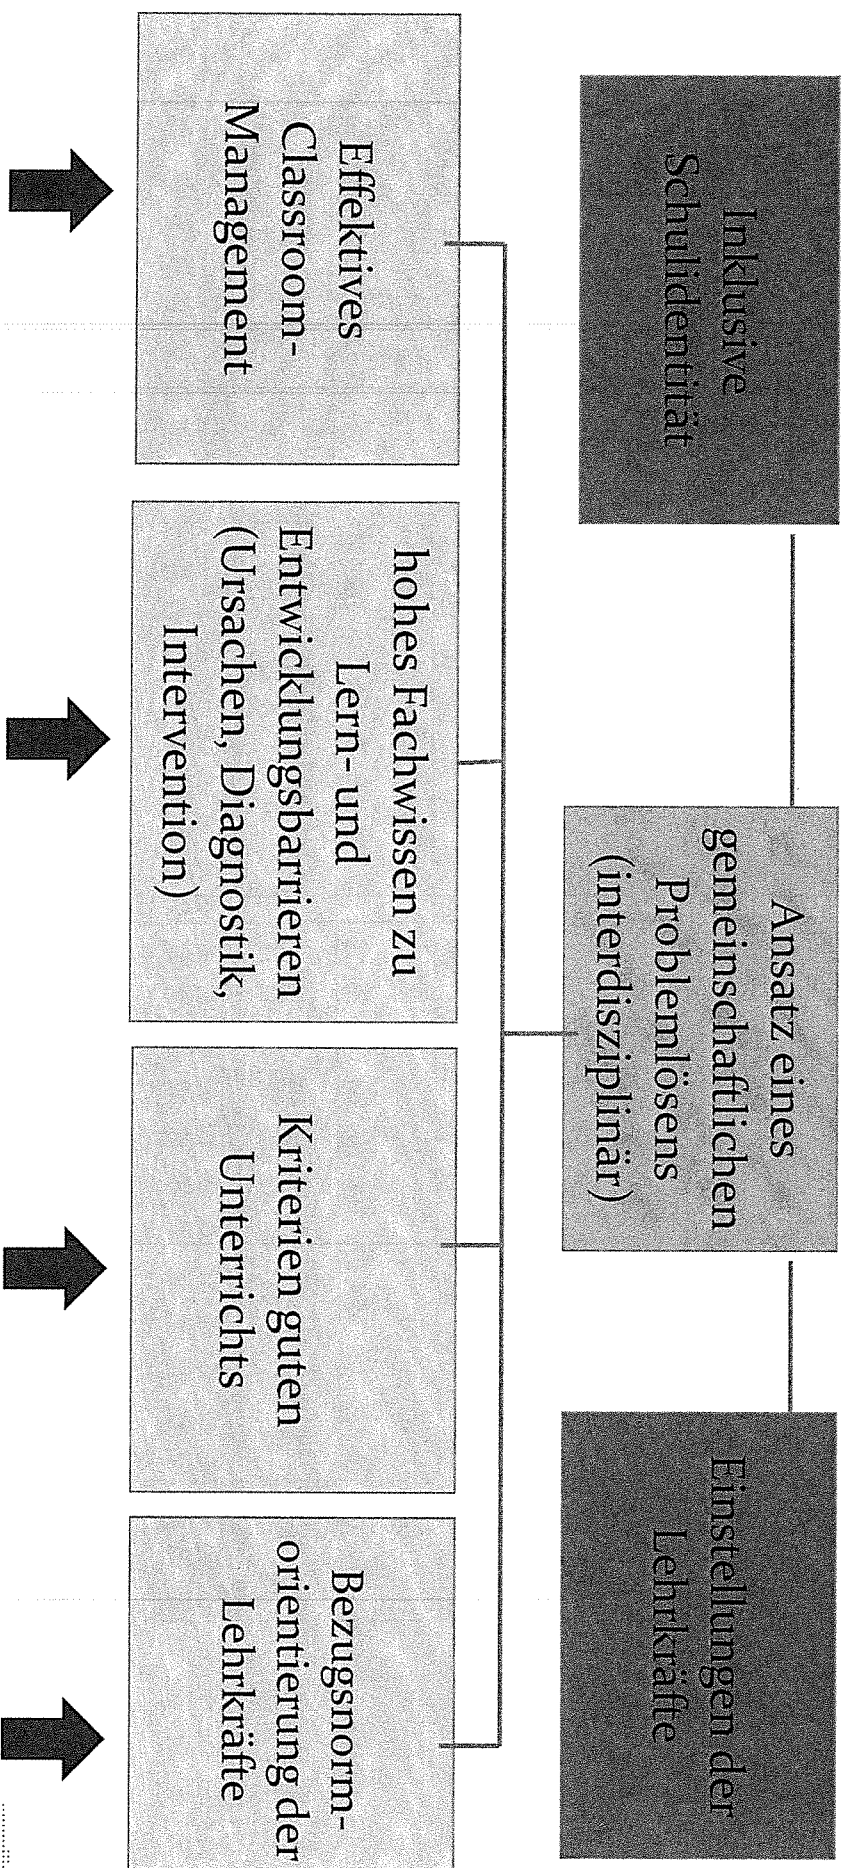 Inklusive
Schulidentität
Ansatz eines
gemeinschaftlichen
Problemlösens
(interdisziplinär)
Einstellungen der
Lehrkräfte
Effektives
Classroom-
Management
hohes Fachwissen zu
Lern- und
Entwicklungsbarrieren
(Ursachen, Diagnostik,
Intervention)
Kriterien guten
Unterrichts
Bezugsnorm-
orientierung der
Lehrkräfte